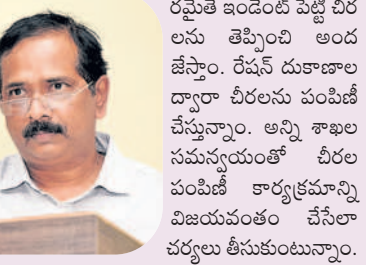 రమైతే ఇండెంట్ పెట్టి చీర
లను తెప్పించి అంద
జేస్తాం. రేషన్ దుకాణాల
ద్వారా చీరలను పంపిణీ
చేస్తున్నాం. అన్ని శాఖల
సమన్వయంతో చీరల
పంపిణీ కార్యక్రమాన్ని
విజయవంతం చేసేలా
చర్యలు తీసుకుంటున్నాం.